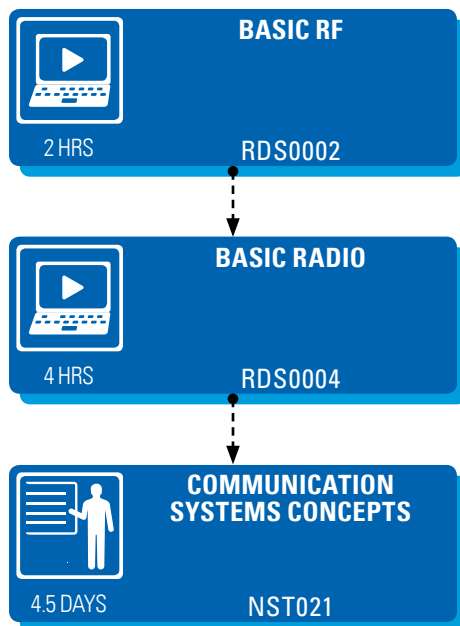 BASIC RF
2 HRS
RDS0002
BASIC RADIO
4 HRS
RDS0004
COMMUNICATION
SYSTEMS CONCEPTS
4.5 DAYS
NST021